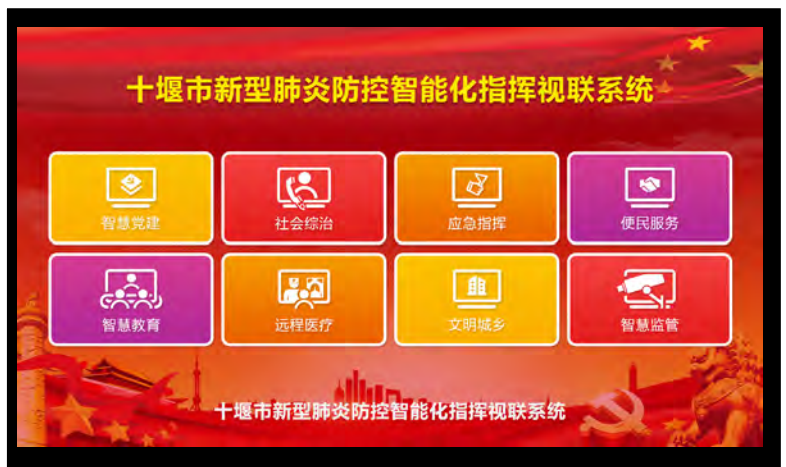 十堰市新型肺炎防控智能化指挥视联系统
智慧党建 社会综治 应急指挥 便民服务
智慧教育 远程医疗 文明城乡 智慧监管
十堰市新型肺炎防控智能化指挥视联系统